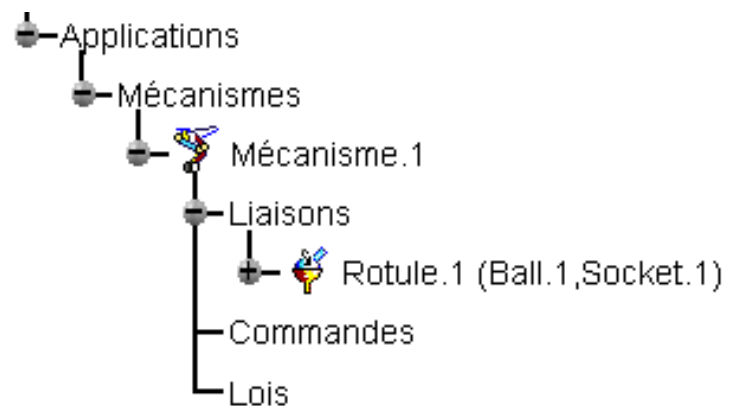 Applications
Mécanismes
Mécanisme.1
Liaisons
Rotule.1 (Ball.1,Socket.1)
Commandes
Lois